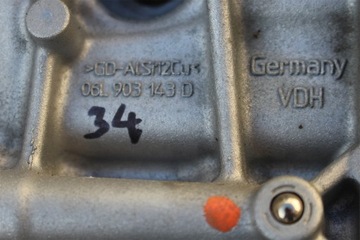 >GD-AlSi12Cu<
06L 903 143 D
34
Germany
VDH